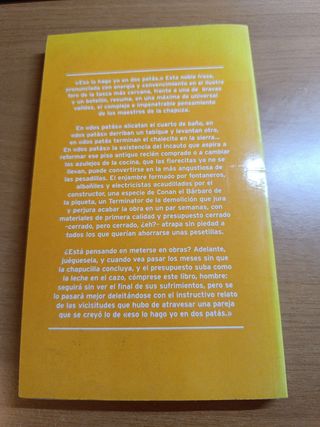 «Eso lo hago yo en dos patás.» Esta noble frase,
pronunciada con energía y convencimiento en el ilustre
foro de la tasca más cercana, frente a una de bravas
y un botellín, resume, en una máxima de universal
validez, el complejo e impenetrable pensamiento
de los maestros de la chapuza.
En «dos patás» alicatan el cuarto de baño, en
«dos patás» derriban un tabique y levantan otro,
en dos patás terminan el chalecito en la sierra...
En «dos patás» la existencia del incauto que aspira a
reformar ese piso antiguo recién comprado o a cambiar
los azulejos de la cocina, que las florecitas ya no se
llevan, puede convertirse en la más angustiosa de
las pesadillas. El enjambre formado por fontaneros,
albañiles y electricistas acaudillados por el
constructor, una especie de Conan el Bárbaro de
la piqueta, un Terminator de la demolición que jura
y perjura acabar la obra en un par semanas, con
materiales de primera calidad y presupuesto cerrado
-cerrado, pero cerrado, ¿eh?- atrapa sin piedad a
todos los que querían ahorrarse unas pesetillas.
¿Está pensando en meterse en obras? Adelante,
juéguesela, y cuando vea pasar los meses sin que
la chapucilla concluya, y el presupuesto suba como
la leche en el cazo, cómprese este libro, hombre:
seguirá sin ver el final de sus sufrimientos, pero se
lo pasará mejor deleitándose con el instructivo relato
de las vicisitudes que hubo de atravesar una pareja
que se creyó lo de «eso lo hago yo en dos patás.»